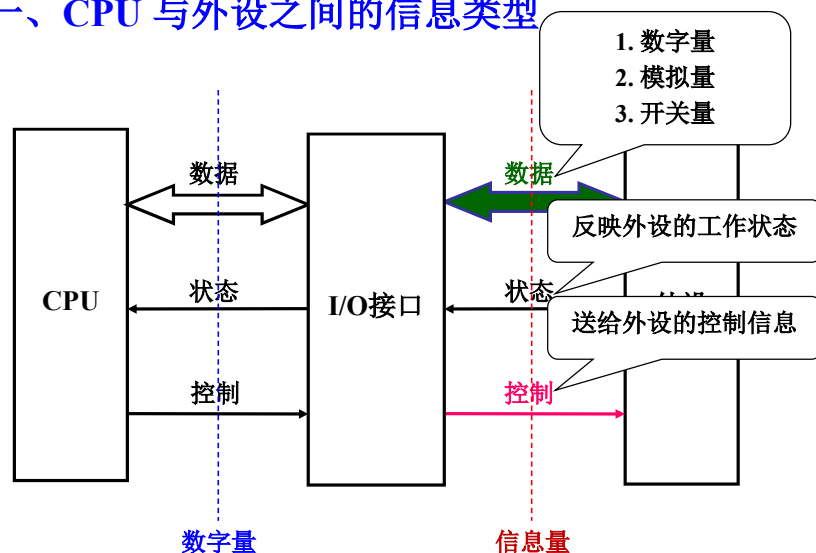 一、CPU 与外设之间的信息类型
1. 数字量
2. 模拟量
3. 开关量
数据
数据
反映外设的工作状态
CPU
状态
I/O接口
状态
送给外设的控制信息
控制
控制
数字量
信息量